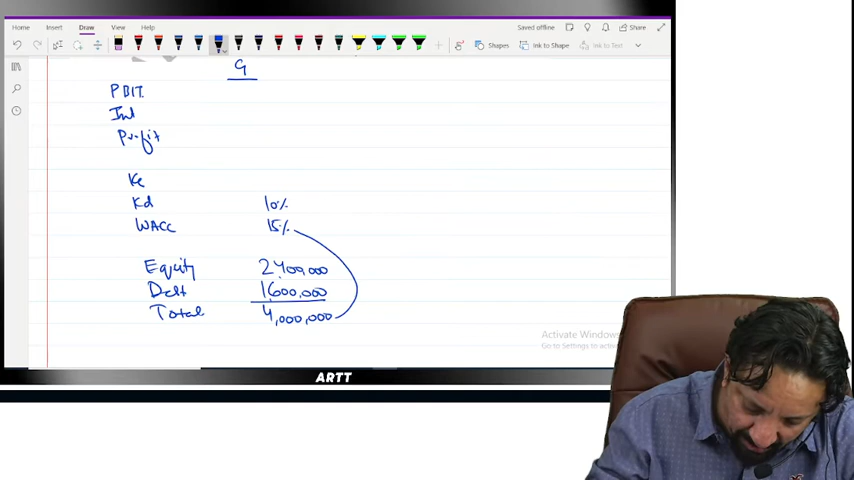 Home Insert Draw View Help Saved offline Share
Shapes Ink to Shape Ink to Text
G
PBIT.
Int
Profit
Ke
Kd 10%
WACC 15%
Equity 2400,000
Debt 1600,000
Total 4,000,000
Activate Windows
Go to Settings to activ
ARTT